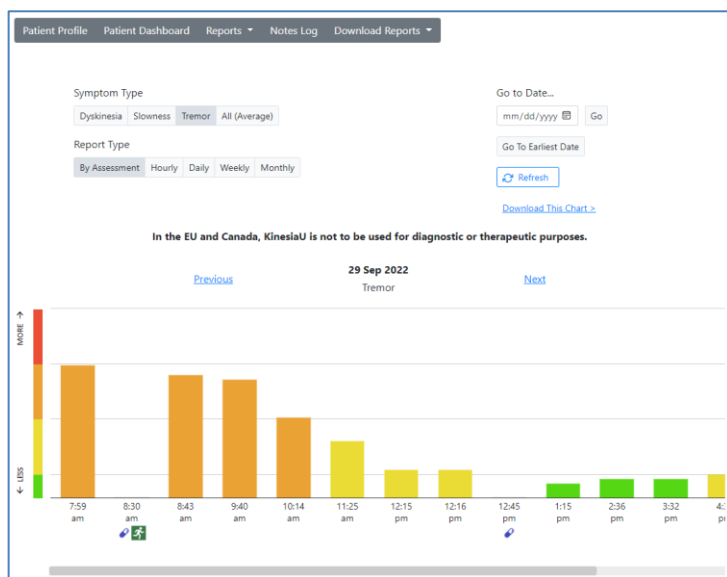 Patient Profile Patient Dashboard Reports Notes Log Download Reports
Symptom Type
Dyskinesia Slowness Tremor All (Average)
Report Type
By Assessment Hourly Daily Weekly Monthly
Go to Date...
mm/dd/yyyy Go
Go To Earliest Date
Refresh
Download This Chart >
In the EU and Canada, KinesiaU is not to be used for diagnostic or therapeutic purposes.
Previous 29 Sep 2022 Next
Tremor
MORE →
← LESS
7:59 8:30 8:43 9:40 10:14 11:25 12:15 12:16 12:45 1:15 2:36 3:32
am am am am am am pm pm pm pm pm pm